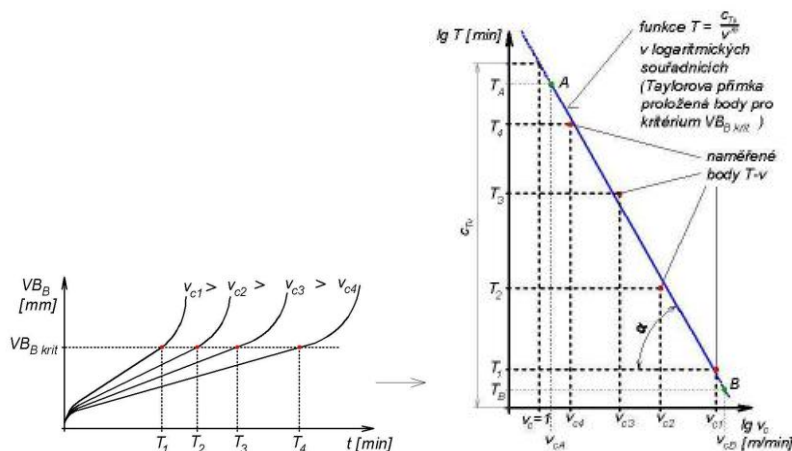 VB_B
[mm]
v_c1 > v_c2 > v_c3 > v_c4
VB_B krit
T_1 T_2 T_3 T_4 t [min]
lg T [min]
funkce T = c_Tv / v^m
v logaritmických
souřadnicích
(Taylorova přímka
proložená body pro
kritérium VB_B krit )
naměřené
body T-v
T_A
A
T_4
T_3
c_Tv
T_2
α
T_1
T_B
B
v_c=1 v_c4 v_c3 v_c2 v_c1 lg v_c
v_cA v_cB [m/min]